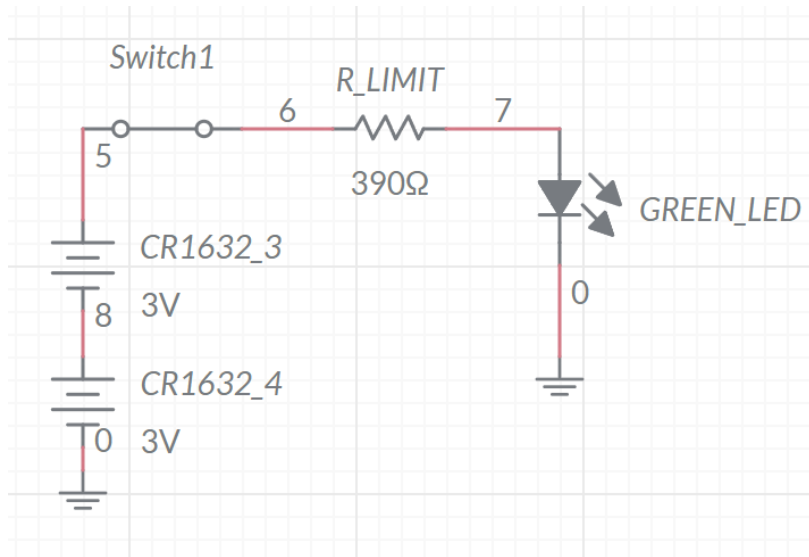 Switch1
R_LIMIT
6
7
5
390Ω
GREEN_LED
CR1632_3
0
8
3V
CR1632_4
0
3V